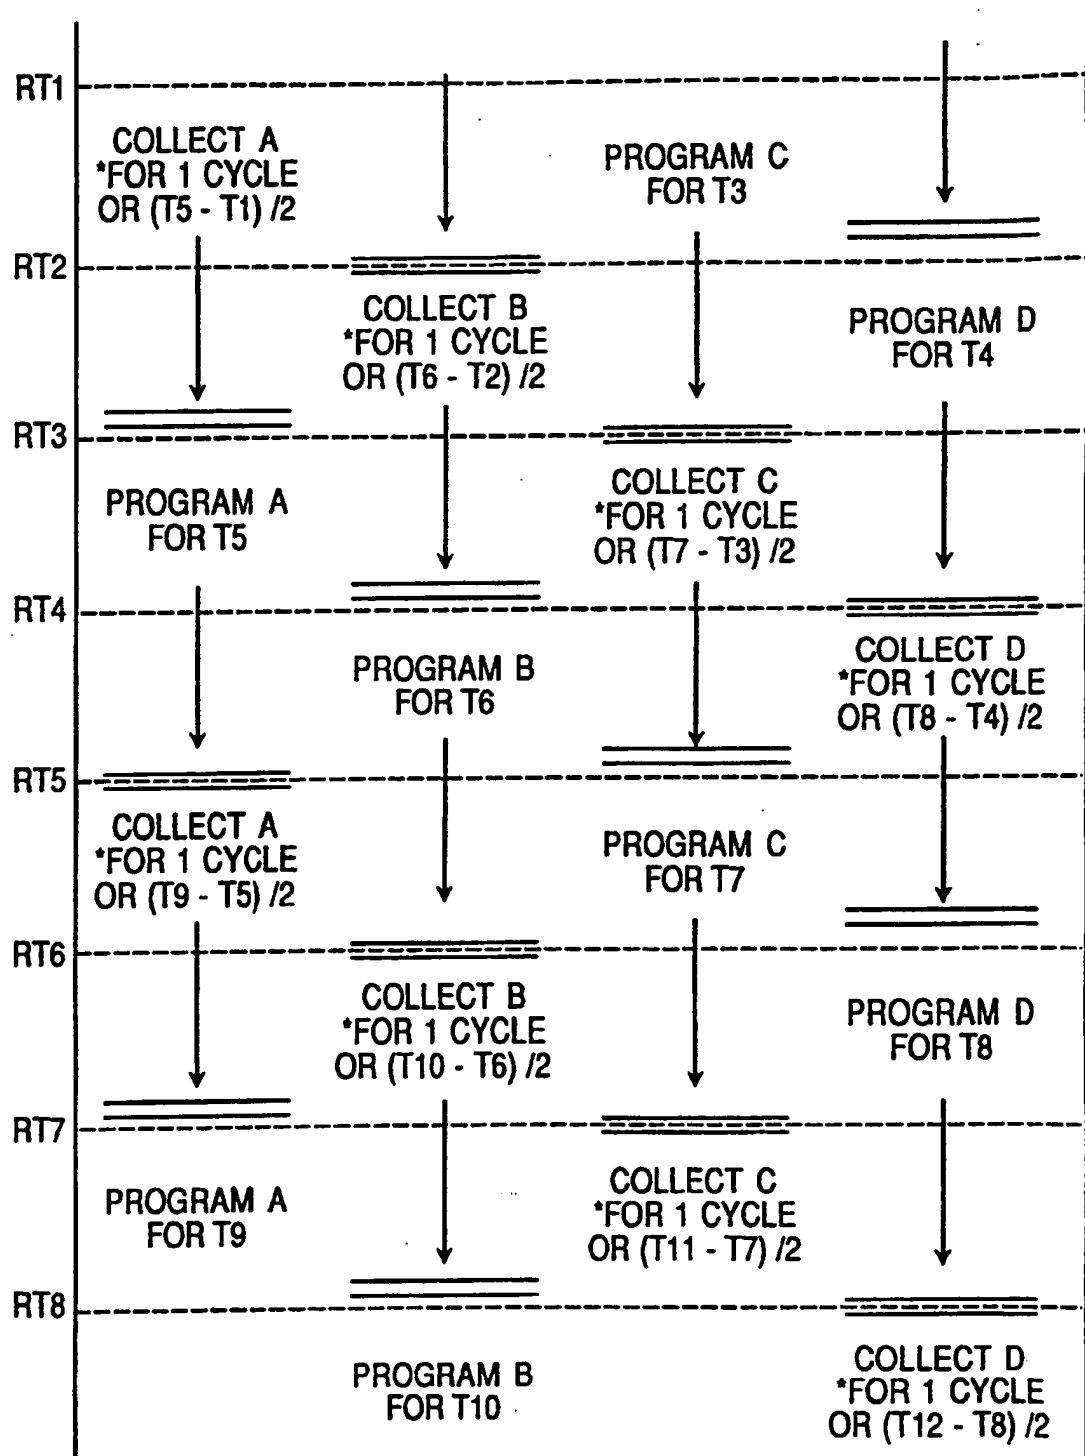 RT1
COLLECT A
*FOR 1 CYCLE
OR (T5 - T1) /2
PROGRAM C
FOR T3
RT2
COLLECT B
*FOR 1 CYCLE
OR (T6 - T2) /2
PROGRAM D
FOR T4
RT3
PROGRAM A
FOR T5
COLLECT C
*FOR 1 CYCLE
OR (T7 - T3) /2
RT4
PROGRAM B
FOR T6
COLLECT D
*FOR 1 CYCLE
OR (T8 - T4) /2
RT5
COLLECT A
*FOR 1 CYCLE
OR (T9 - T5) /2
PROGRAM C
FOR T7
RT6
COLLECT B
*FOR 1 CYCLE
OR (T10 - T6) /2
PROGRAM D
FOR T8
RT7
PROGRAM A
FOR T9
COLLECT C
*FOR 1 CYCLE
OR (T11 - T7) /2
RT8
PROGRAM B
FOR T10
COLLECT D
*FOR 1 CYCLE
OR (T12 - T8) /2